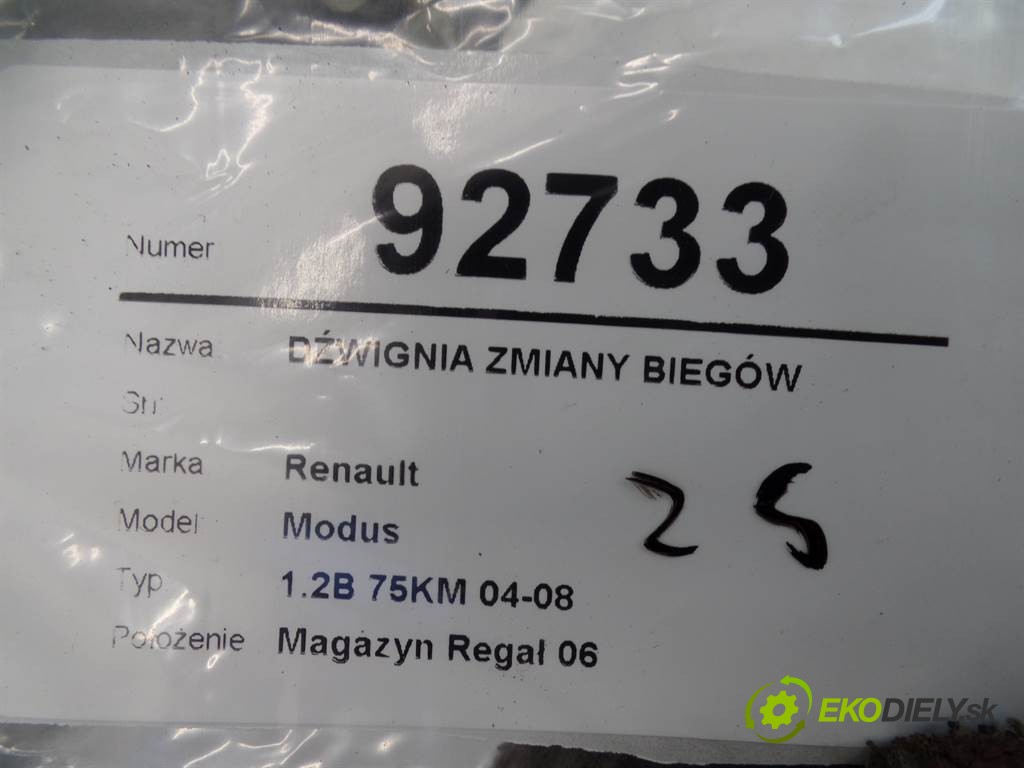 Numer 92733
Nazwa DŹWIGNIA ZMIANY BIEGÓW
Marka Renault
Model Modus
Typ 1.2B 75KM 04-08
Położenie Magazyn Regał 06
25
EKODIELY.sk